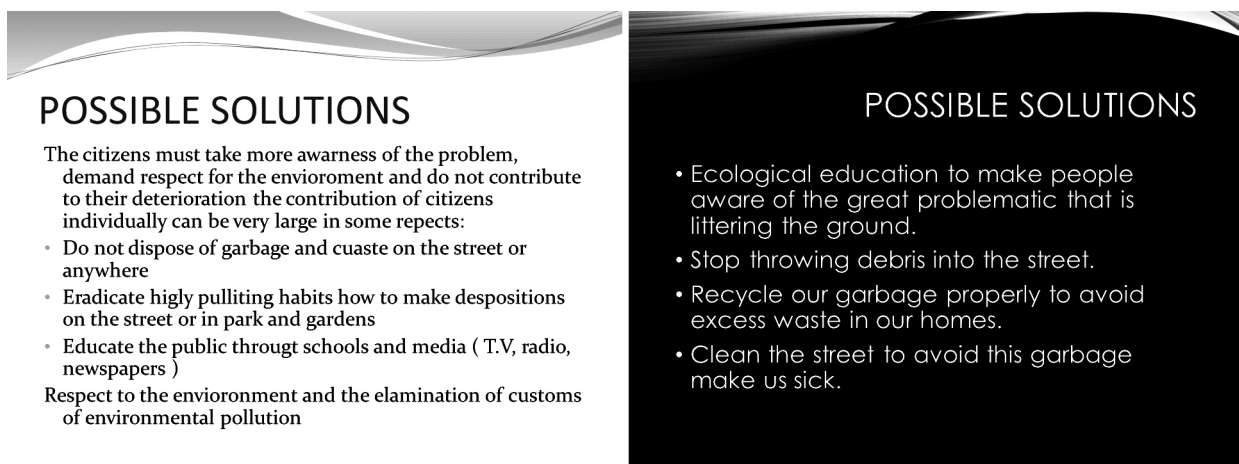 POSSIBLE SOLUTIONS
The citizens must take more awarness of the problem,
demand respect for the envioroment and do not contribute
to their deterioration the contribution of citizens
individually can be very large in some repects:
• Do not dispose of garbage and cuaste on the street or
anywhere
• Eradicate higly pulliting habits how to make despositions
on the street or in park and gardens
• Educate the public througt schools and media ( T.V, radio,
newspapers )
Respect to the envioronment and the elamination of customs
of environmental pollution
POSSIBLE SOLUTIONS
• Ecological education to make people
aware of the great problematic that is
littering the ground.
• Stop throwing debris into the street.
• Recycle our garbage properly to avoid
excess waste in our homes.
• Clean the street to avoid this garbage
make us sick.